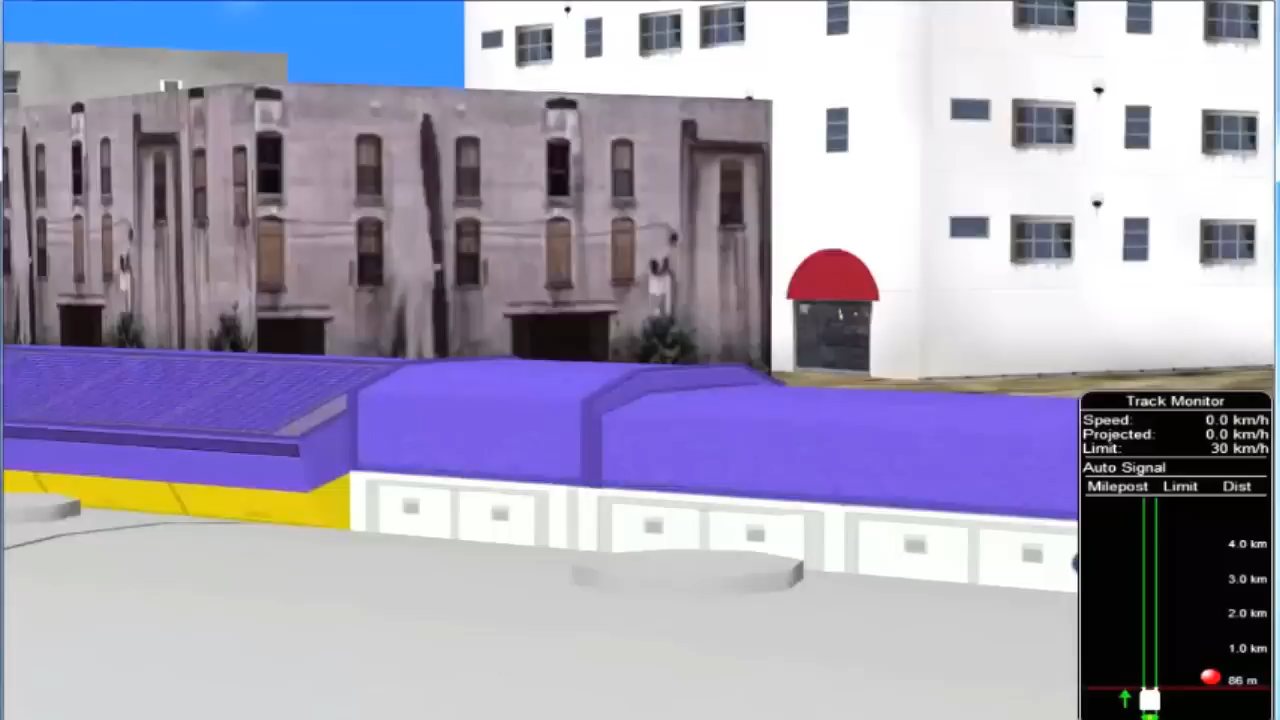 Track Monitor
Speed: 0.0 km/h
Projected: 0.0 km/h
Limit: 30 km/h
Auto Signal
Milepost Limit Dist
4.0 km
3.0 km
2.0 km
1.0 km
86 m